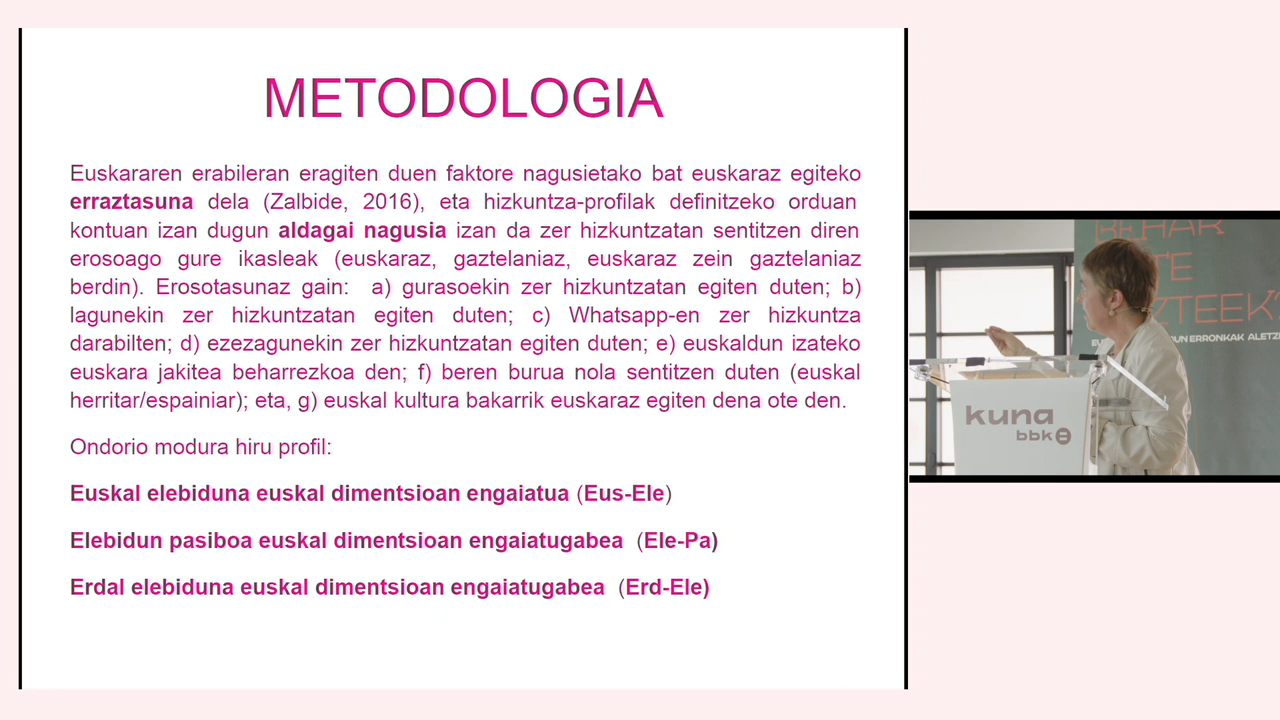 METODOLOGIA
Euskararen erabileran eragiten duen faktore nagusietako bat euskaraz egiteko
erraztasuna dela (Zalbide, 2016), eta hizkuntza-profilak definitzeko orduan
kontuan izan dugun aldagai nagusia izan da zer hizkuntzatan sentitzen diren
erosoago gure ikasleak (euskaraz, gaztelaniaz, euskaraz zein gaztelaniaz
berdin). Erosotasunaz gain: a) gurasoekin zer hizkuntzatan egiten duten; b)
lagunekin zer hizkuntzatan egiten duten; c) Whatsapp-en zer hizkuntza
darabilten; d) ezezagunekin zer hizkuntzatan egiten duten; e) euskaldun izateko
euskara jakitea beharrezkoa den; f) beren burua nola sentitzen duten (euskal
herritar/espainiar); eta, g) euskal kultura bakarrik euskaraz egiten dena ote den.
Ondorio modura hiru profil:
Euskal elebiduna euskal dimentsioan engaiatua (Eus-Ele)
Elebidun pasiboa euskal dimentsioan engaiatugabea (Ele-Pa)
Erdal elebiduna euskal dimentsioan engaiatugabea (Erd-Ele)
BEHAR
kuna
bbk